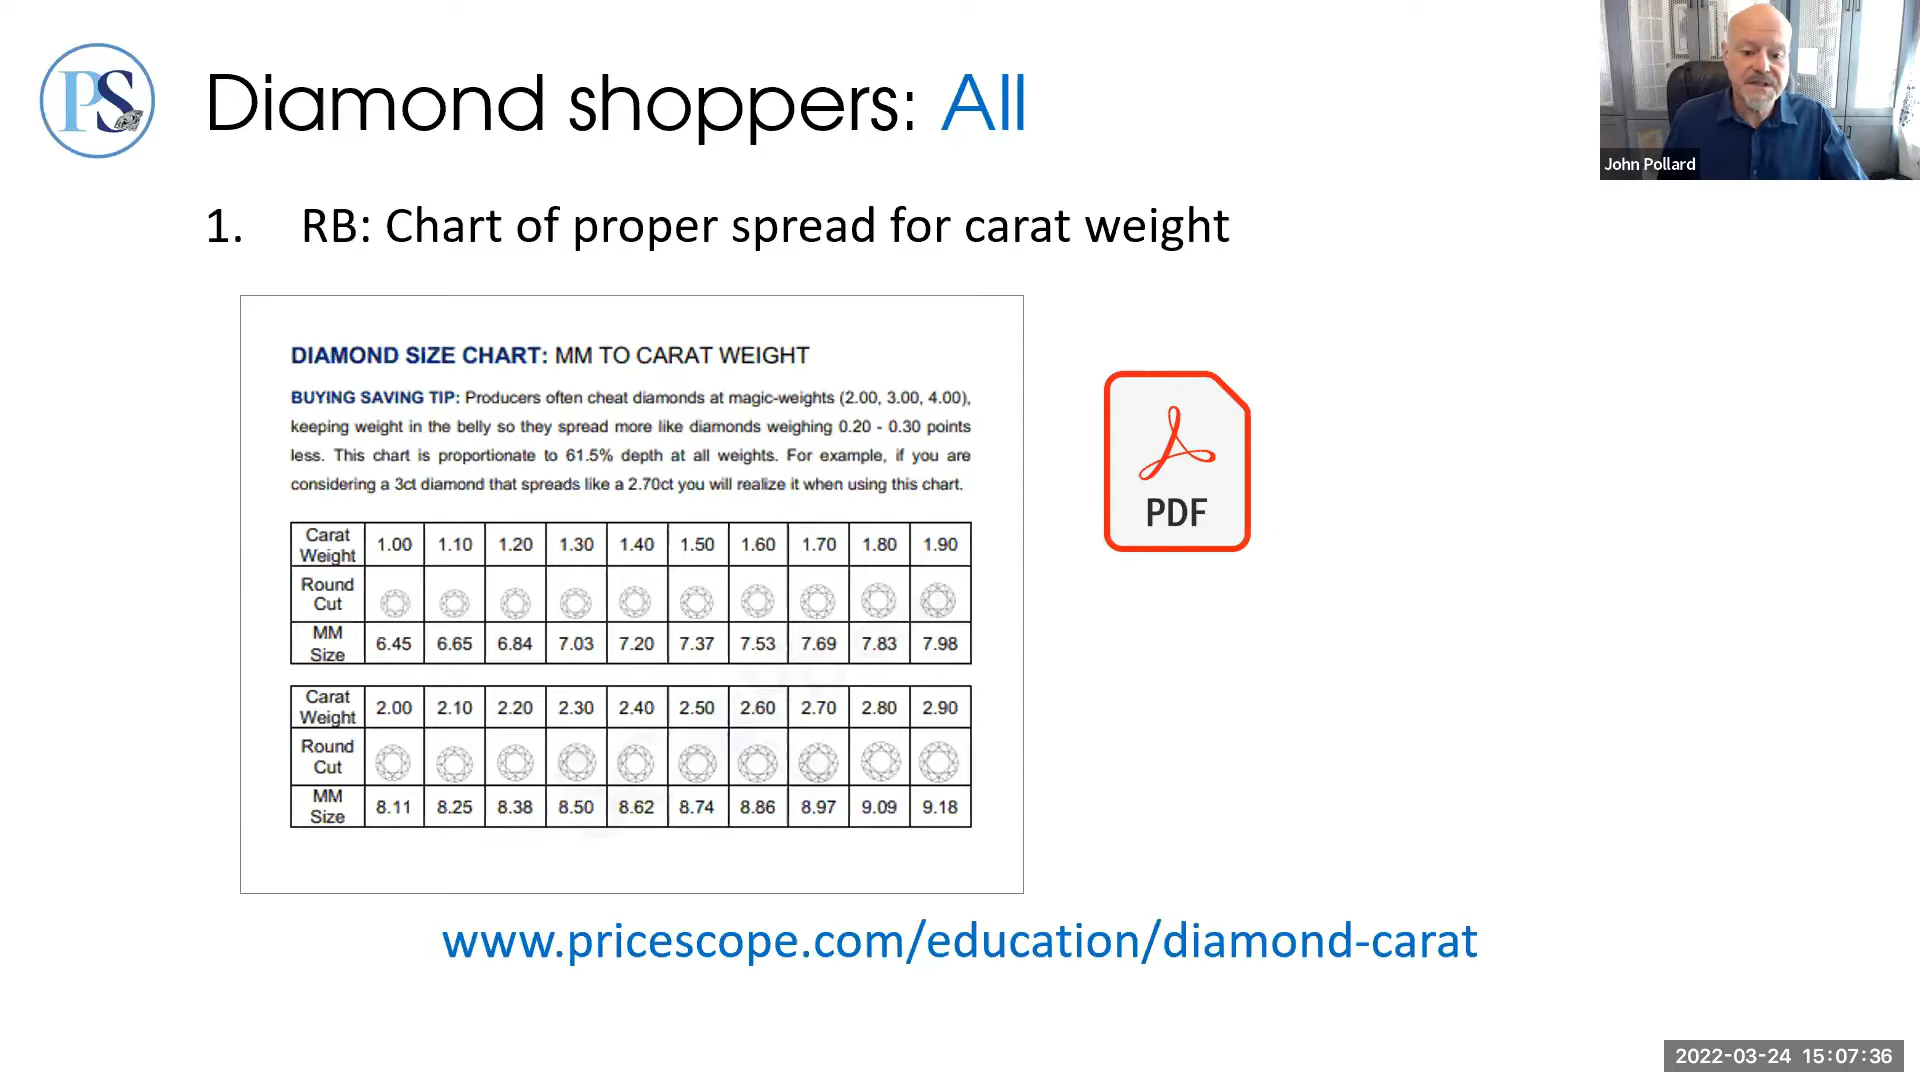 PS
Diamond shoppers: All
John Pollard
1. RB: Chart of proper spread for carat weight
DIAMOND SIZE CHART: MM TO CARAT WEIGHT
BUYING SAVING TIP: Producers often cheat diamonds at magic-weights (2.00, 3.00, 4.00),
keeping weight in the belly so they spread more like diamonds weighing 0.20 - 0.30 points
less. This chart is proportionate to 61.5% depth at all weights. For example, if you are
considering a 3ct diamond that spreads like a 2.70ct you will realize it when using this chart.
PDF
Carat Weight 1.00 1.10 1.20 1.30 1.40 1.50 1.60 1.70 1.80 1.90
Round Cut
MM Size 6.45 6.65 6.84 7.03 7.20 7.37 7.53 7.69 7.83 7.98
Carat Weight 2.00 2.10 2.20 2.30 2.40 2.50 2.60 2.70 2.80 2.90
Round Cut
MM Size 8.11 8.25 8.38 8.50 8.62 8.74 8.86 8.97 9.09 9.18
www.pricescope.com/education/diamond-carat
2022-03-24 15:07:36